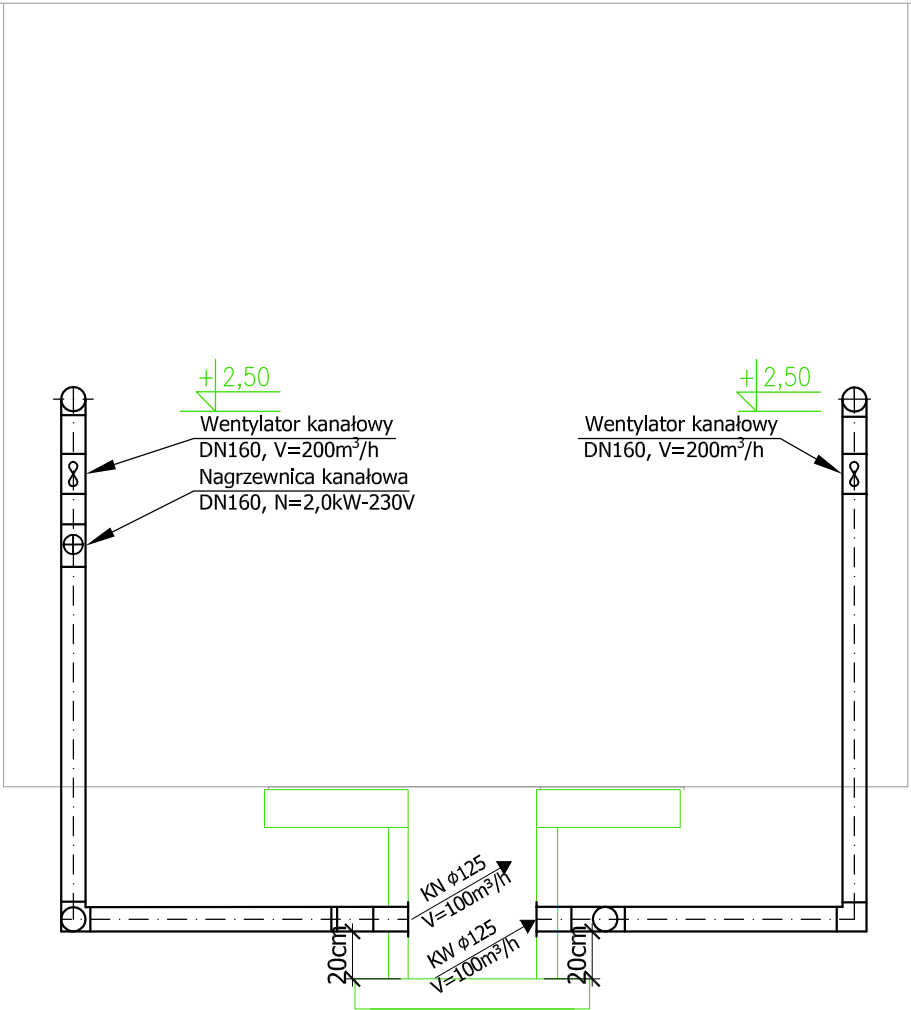 +2,50
Wentylator kanałowy
DN160, V=200m³/h
Nagrzewnica kanałowa
DN160, N=2,0kW-230V
+2,50
Wentylator kanałowy
DN160, V=200m³/h
KN ϕ125
V=100m³/h
KW ϕ125
V=100m³/h
20cm
20cm